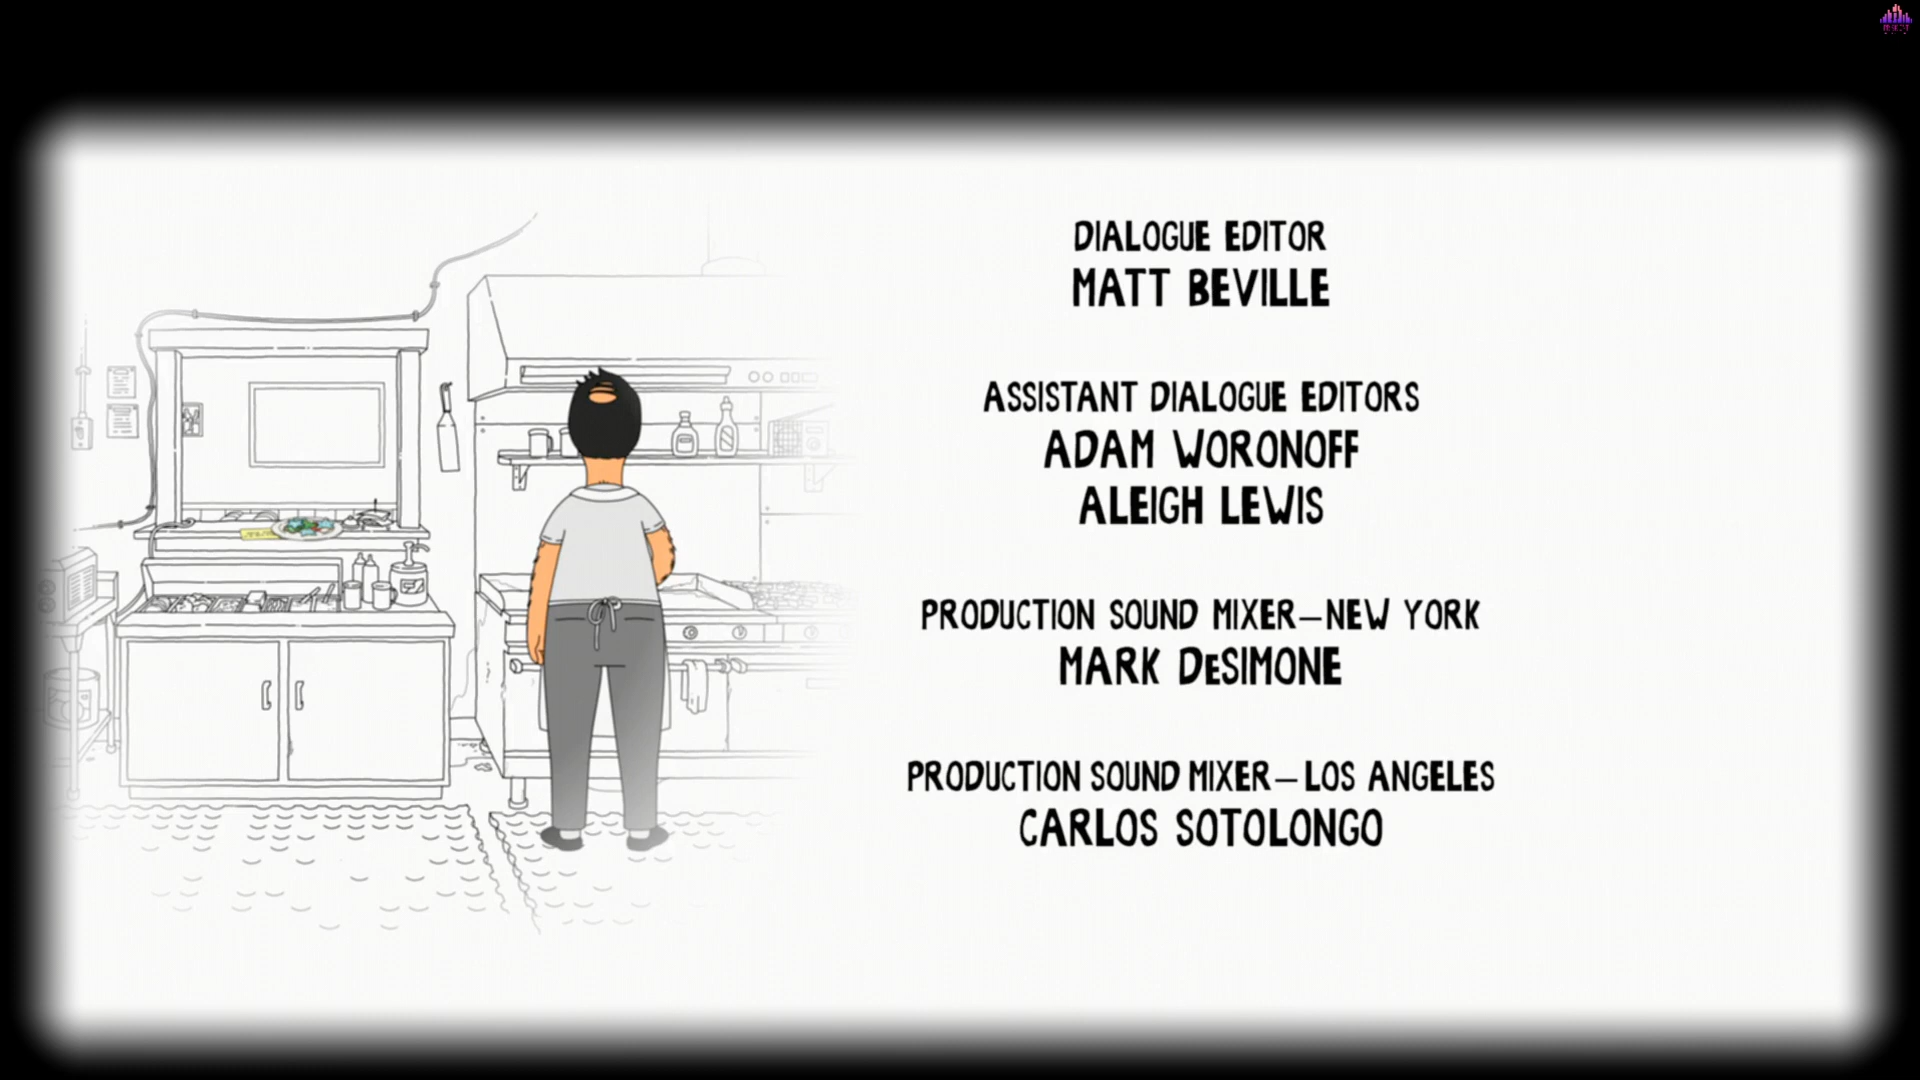 DIALOGUE EDITOR
MATT BEVILLE
ASSISTANT DIALOGUE EDITORS
ADAM WORONOFF
ALEIGH LEWIS
PRODUCTION SOUND MIXER—NEW YORK
MARK DeSIMONE
PRODUCTION SOUND MIXER—LOS ANGELES
CARLOS SOTOLONGO